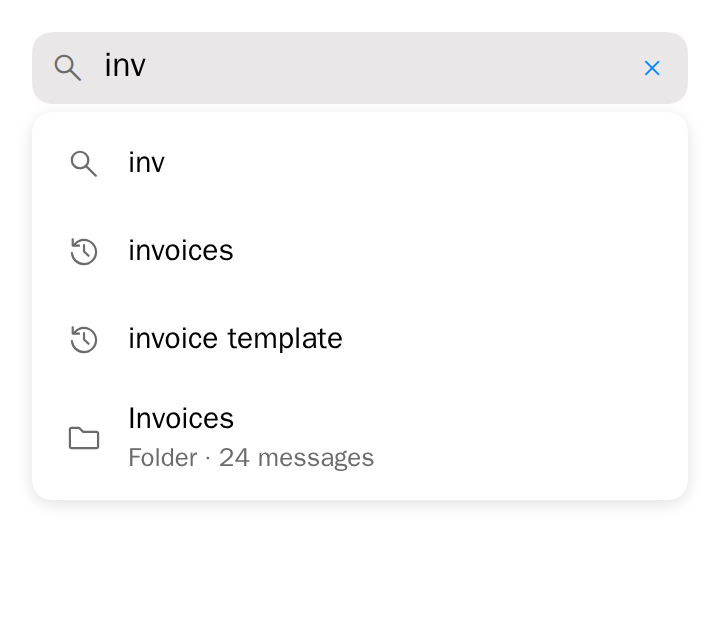 inv
inv
invoices
invoice template
Invoices
Folder · 24 messages